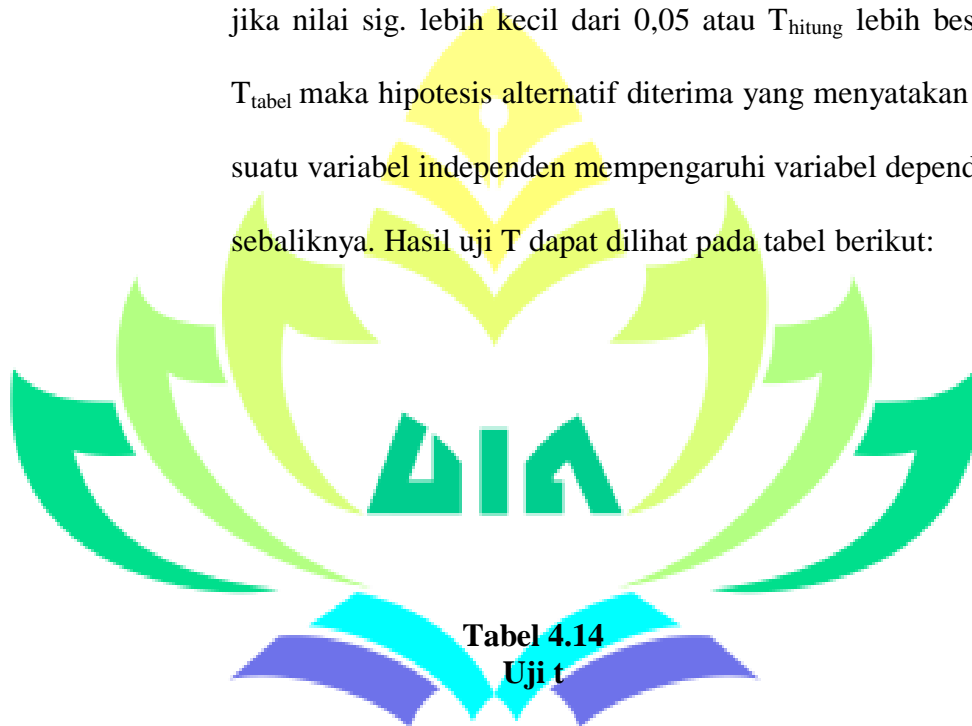 jika nilai sig. lebih kecil dari 0,05 atau Thitung lebih bes
Ttabel maka hipotesis alternatif diterima yang menyatakan
suatu variabel independen mempengaruhi variabel depend
sebaliknya. Hasil uji T dapat dilihat pada tabel berikut:
UIN
Tabel 4.14
Uji t